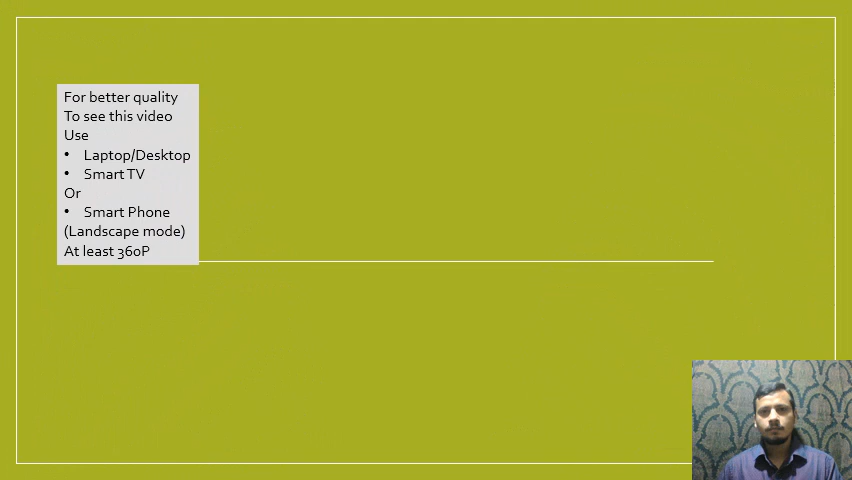 For better quality
To see this video
Use
• Laptop/Desktop
• Smart TV
Or
• Smart Phone
(Landscape mode)
At least 360P